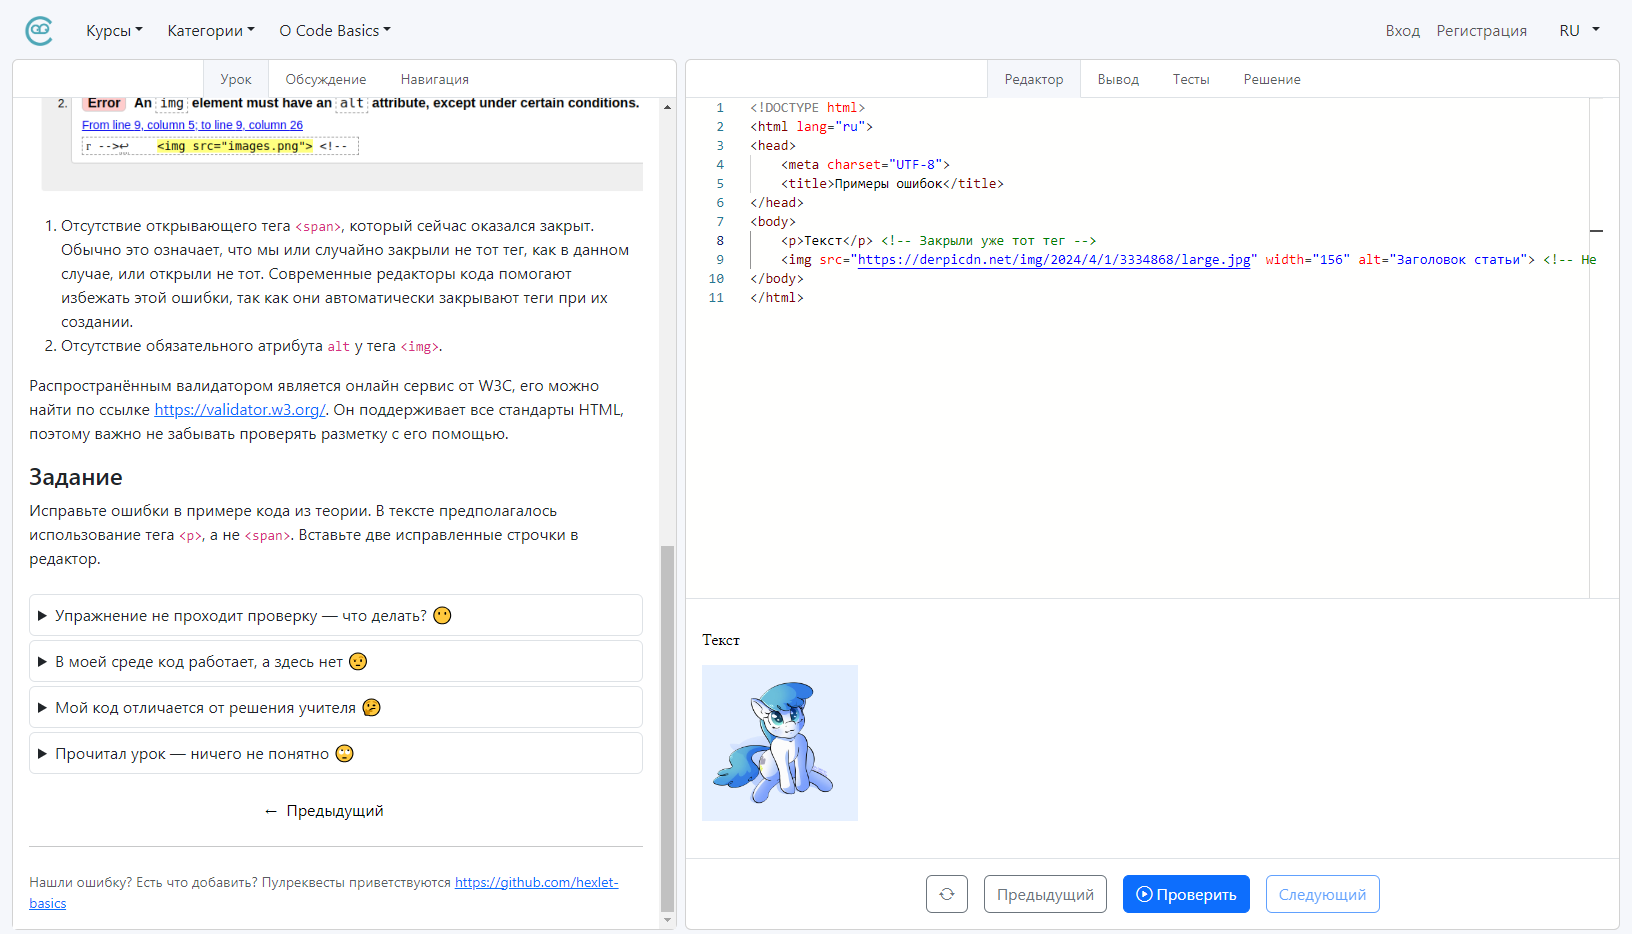 Курсы Категории О Code Basics Вход Регистрация RU
Урок Обсуждение Навигация
2. Error An img element must have an alt attribute, except under certain conditions.
From line 9, column 5; to line 9, column 26
r -->↩ <img src="images.png"> <!--
1. Отсутствие открывающего тега <span>, который сейчас оказался закрыт.
Обычно это означает, что мы или случайно закрыли не тот тег, как в данном
случае, или открыли не тот. Современные редакторы кода помогают
избежать этой ошибки, так как они автоматически закрывают теги при их
создании.
2. Отсутствие обязательного атрибута alt у тега <img>.
Распространённым валидатором является онлайн сервис от W3C, его можно
найти по ссылке https://validator.w3.org/. Он поддерживает все стандарты HTML,
поэтому важно не забывать проверять разметку с его помощью.
Задание
Исправьте ошибки в примере кода из теории. В тексте предполагалось
использование тега <p>, а не <span>. Вставьте две исправленные строчки в
редактор.
Упражнение не проходит проверку — что делать? 😶
В моей среде код работает, а здесь нет 🤨
Мой код отличается от решения учителя 🤔
Прочитал урок — ничего не понятно 🙄
← Предыдущий
Нашли ошибку? Есть что добавить? Пулреквесты приветствуются https://github.com/hexlet-
basics
Редактор Вывод Тесты Решение
1 <!DOCTYPE html>
2 <html lang="ru">
3 <head>
4 <meta charset="UTF-8">
5 <title>Примеры ошибок</title>
6 </head>
7 <body>
8 <p>Текст</p> <!-- Закрыли уже тот тег -->
9 <img src="https://derpicdn.net/img/2024/4/1/3334868/large.jpg" width="156" alt="Заголовок статьи"> <!-- Не
10 </body>
11 </html>
Текст
Предыдущий Проверить Следующий